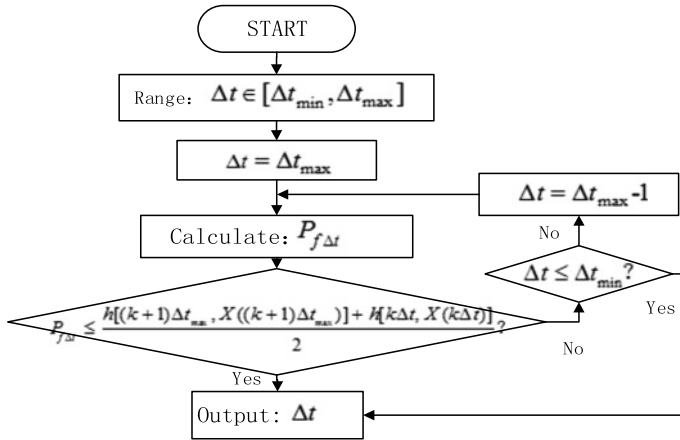 START
Range: Δt∈[Δt_min,Δt_max]
Δt = Δt_max
Δt = Δt_max-1
Calculate: P_fΔt
No
Δt ≤ Δt_min?
Yes
P_fΔt ≤ \frac{h[(k+1)Δt_max, X((k+1)Δt_max)]+h[kΔt, X(kΔt)]}{2}?
No
Yes
Output: Δt